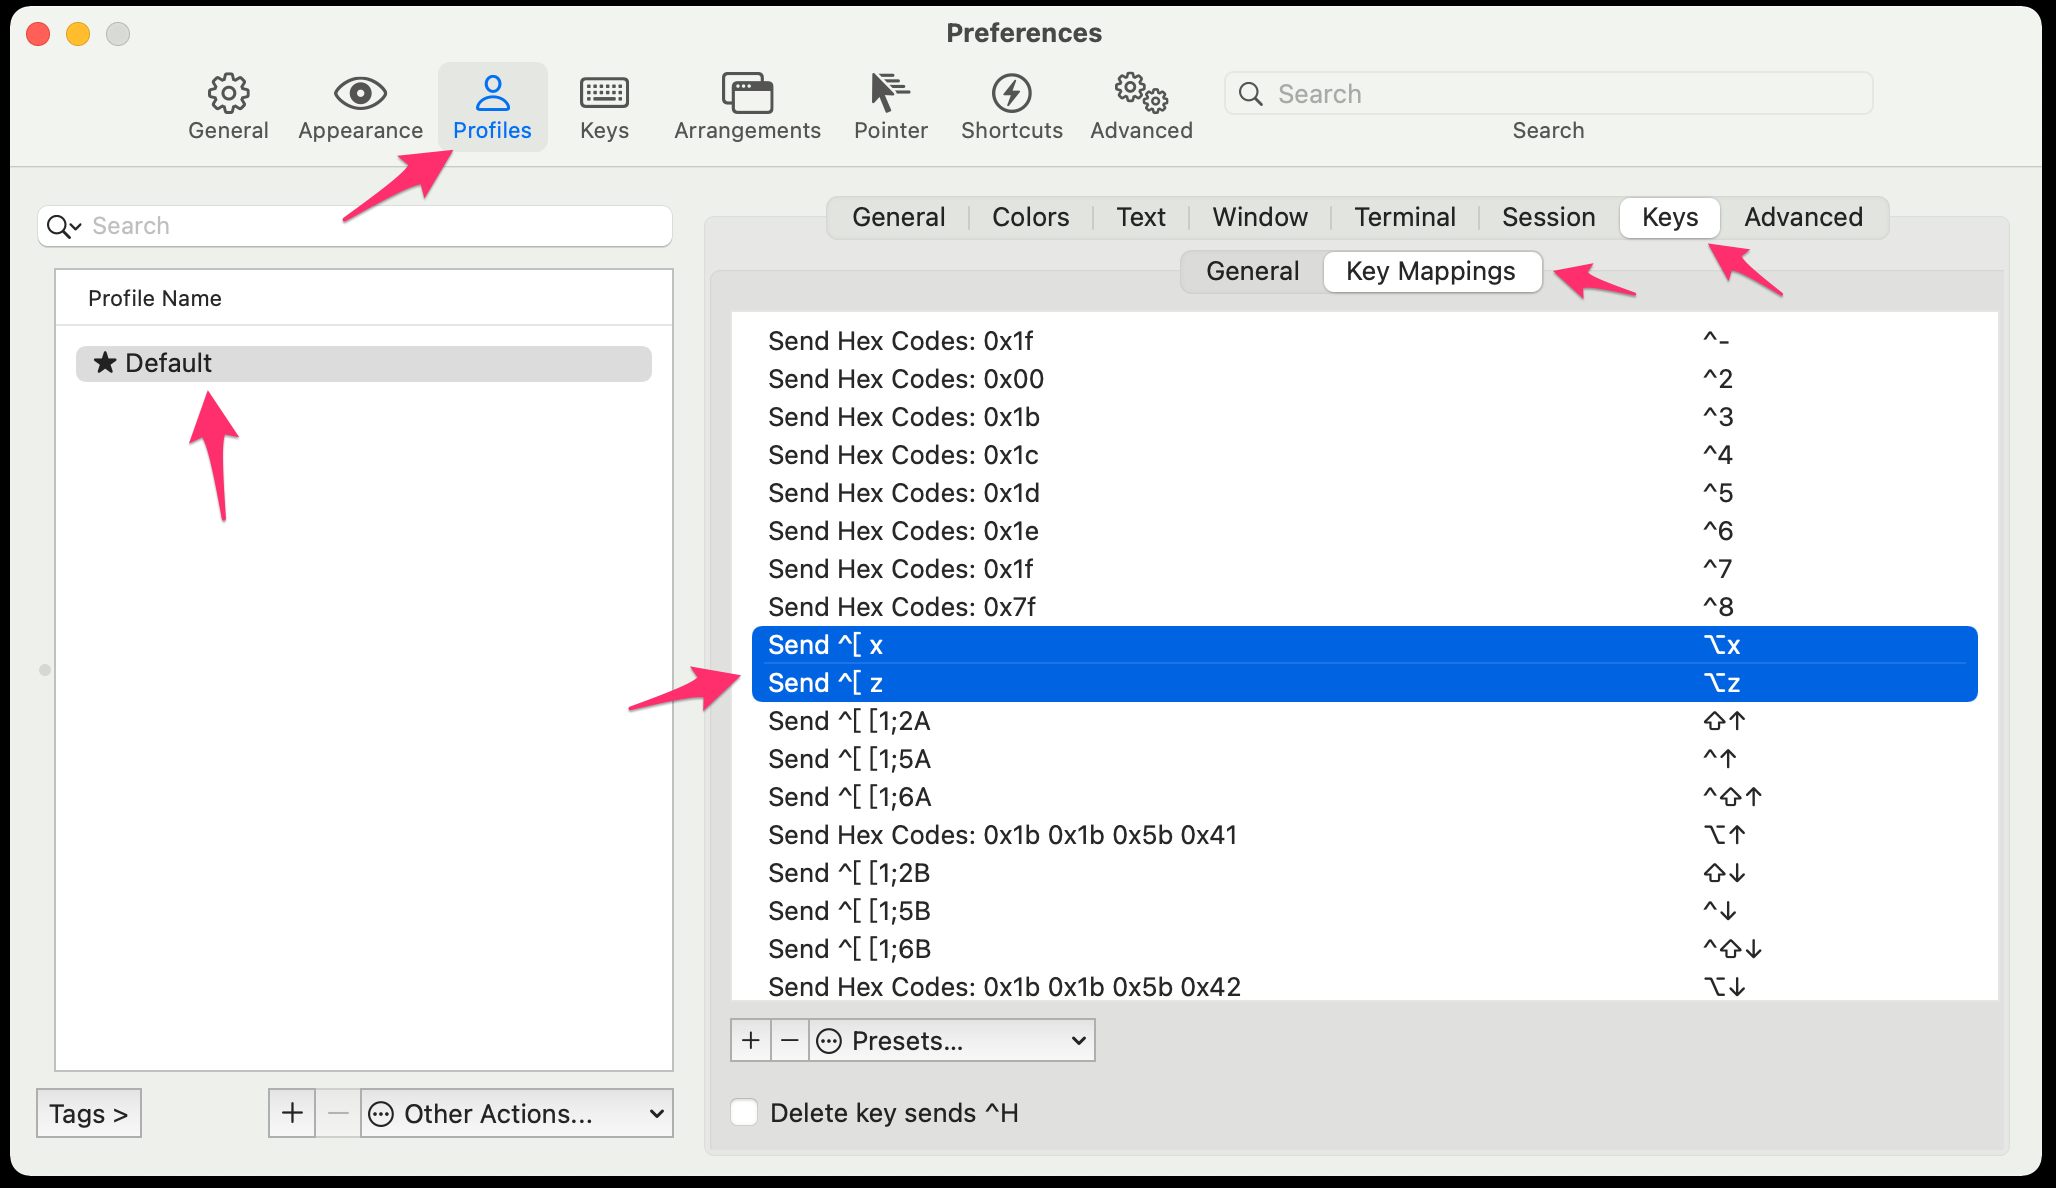 Preferences
General Appearance Profiles Keys Arrangements Pointer Shortcuts Advanced Search
Search
Search
Profile Name
★ Default
Tags >
+ − Other Actions...
General Colors Text Window Terminal Session Keys Advanced
General Key Mappings
Send Hex Codes: 0x1f ^-
Send Hex Codes: 0x00 ^2
Send Hex Codes: 0x1b ^3
Send Hex Codes: 0x1c ^4
Send Hex Codes: 0x1d ^5
Send Hex Codes: 0x1e ^6
Send Hex Codes: 0x1f ^7
Send Hex Codes: 0x7f ^8
Send ^[ x ⌥x
Send ^[ z ⌥z
Send ^[ [1;2A ⇧↑
Send ^[ [1;5A ^↑
Send ^[ [1;6A ^⇧↑
Send Hex Codes: 0x1b 0x1b 0x5b 0x41 ⌥↑
Send ^[ [1;2B ⇧↓
Send ^[ [1;5B ^↓
Send ^[ [1;6B ^⇧↓
Send Hex Codes: 0x1b 0x1b 0x5b 0x42 ⌥↓
+ − Presets...
Delete key sends ^H